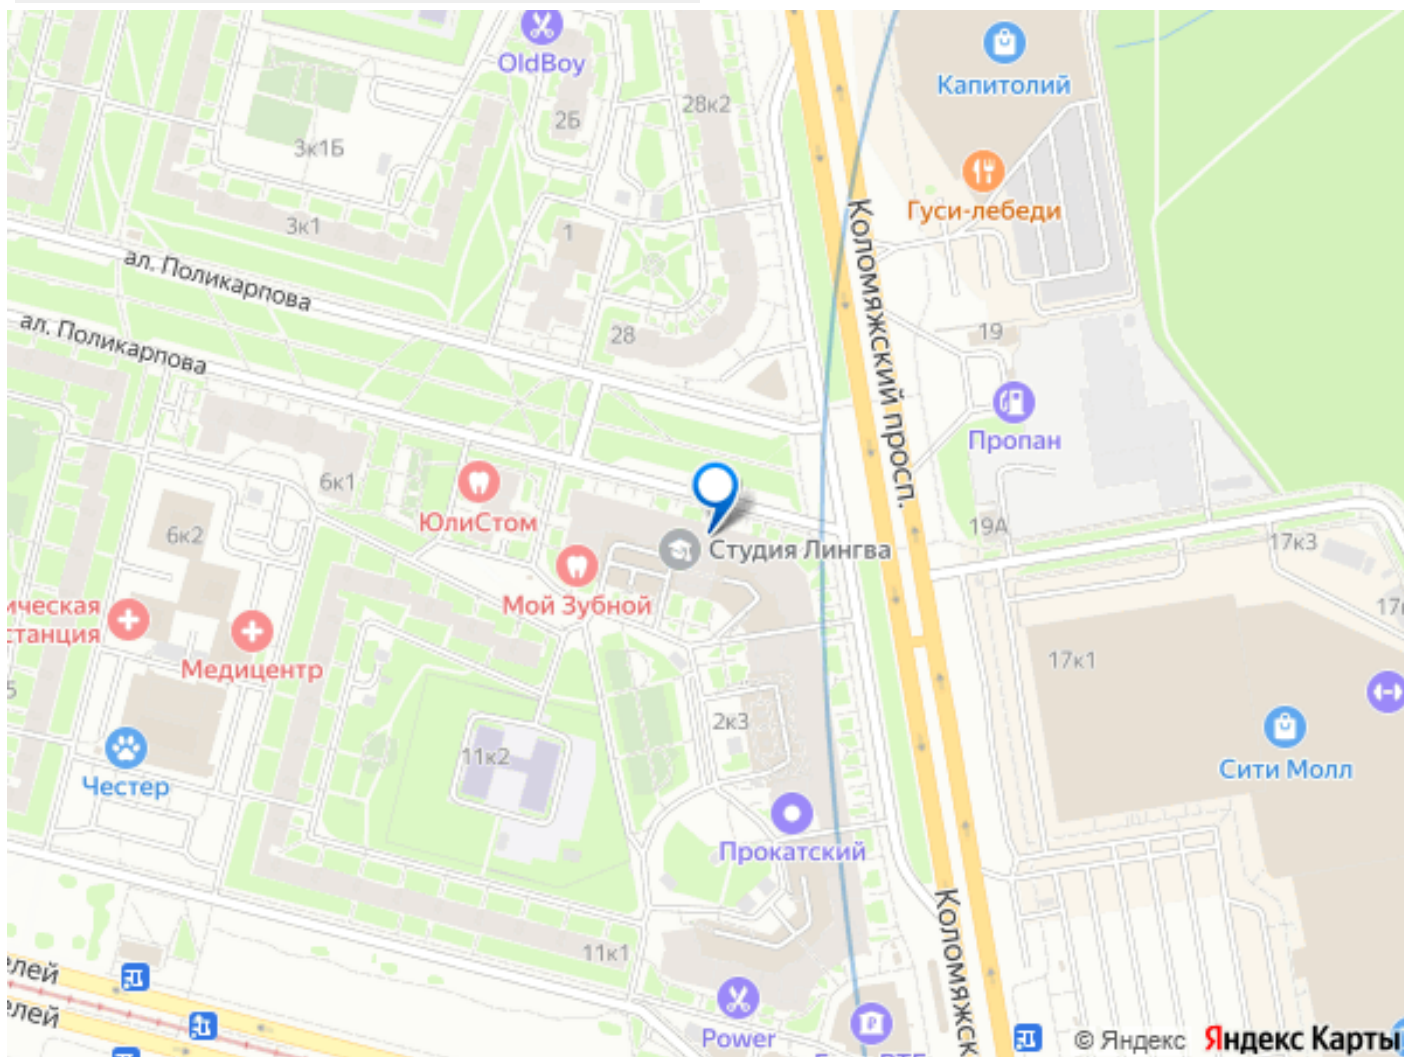 OldBoy
2Б
28к2
Капитолий
3к1Б
3к1
1
Гуси-лебеди
ал. Поликарпова
ал. Поликарпова
28
Коломяжский просп.
19
Пропан
6к1
ЮлиСтом
6к2
Студия Лингва
19А
17к3
Мой Зубной
ическая
станция
Медицентр
17к1
2к3
11к2
Сити Молл
Честер
Прокатский
Коломяжск
11к1
елей
елей
Power
© Яндекс
Яндекс Карты